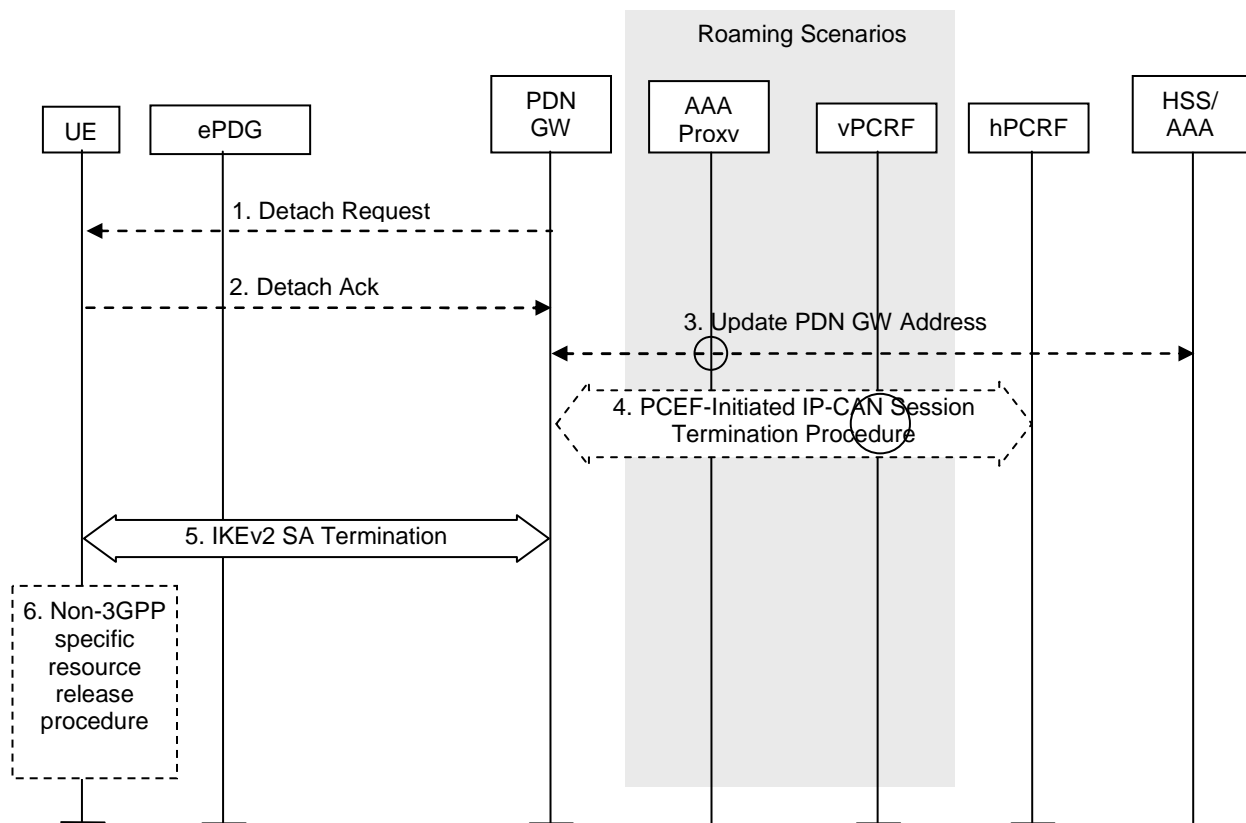 Roaming Scenarios
UE
ePDG
PDN
GW
AAA
Proxv
vPCRF
hPCRF
HSS/
AAA
1. Detach Request
2. Detach Ack
3. Update PDN GW Address
4. PCEF-Initiated IP-CAN Session
Termination Procedure
5. IKEv2 SA Termination
6. Non-3GPP
specific
resource
release
procedure